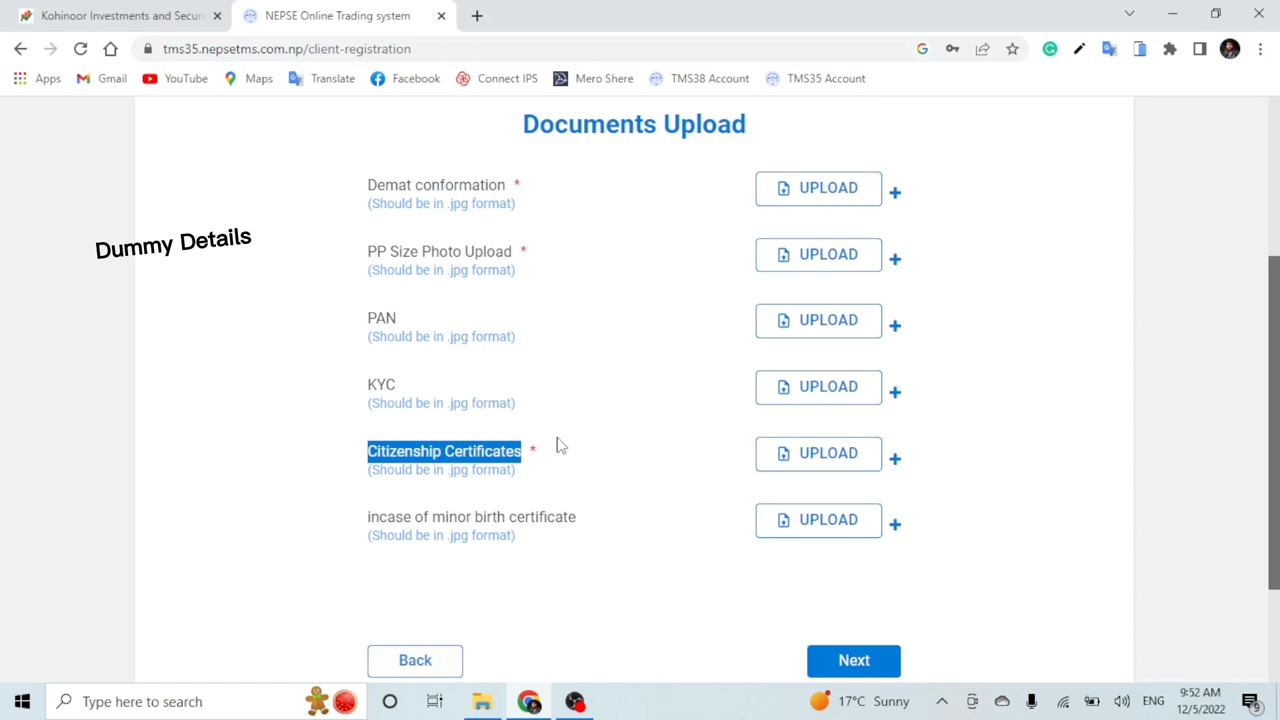 Kohinoor Investments and Securi
NEPSE Online Trading system
tms35.nepsetms.com.np/client-registration
Apps
Gmail
YouTube
Maps
Translate
Facebook
Connect IPS
Mero Share
TMS38 Account
TMS35 Account
Documents Upload
Demat conformation *
(Should be in .jpg format)
UPLOAD
Dummy Details
PP Size Photo Upload *
(Should be in .jpg format)
UPLOAD
PAN
(Should be in .jpg format)
UPLOAD
KYC
(Should be in .jpg format)
UPLOAD
Citizenship Certificates *
(Should be in .jpg format)
UPLOAD
incase of minor birth certificate
(Should be in .jpg format)
UPLOAD
Back
Next
Type here to search
17°C Sunny
ENG
9:52 AM
12/5/2022
9